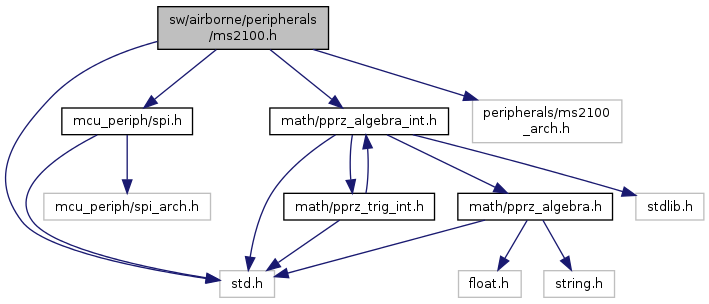 sw/airborne/peripherals
/ms2100.h
mcu_periph/spi.h
math/pprz_algebra_int.h
peripherals/ms2100
_arch.h
mcu_periph/spi_arch.h
math/pprz_trig_int.h
math/pprz_algebra.h
stdlib.h
std.h
float.h
string.h